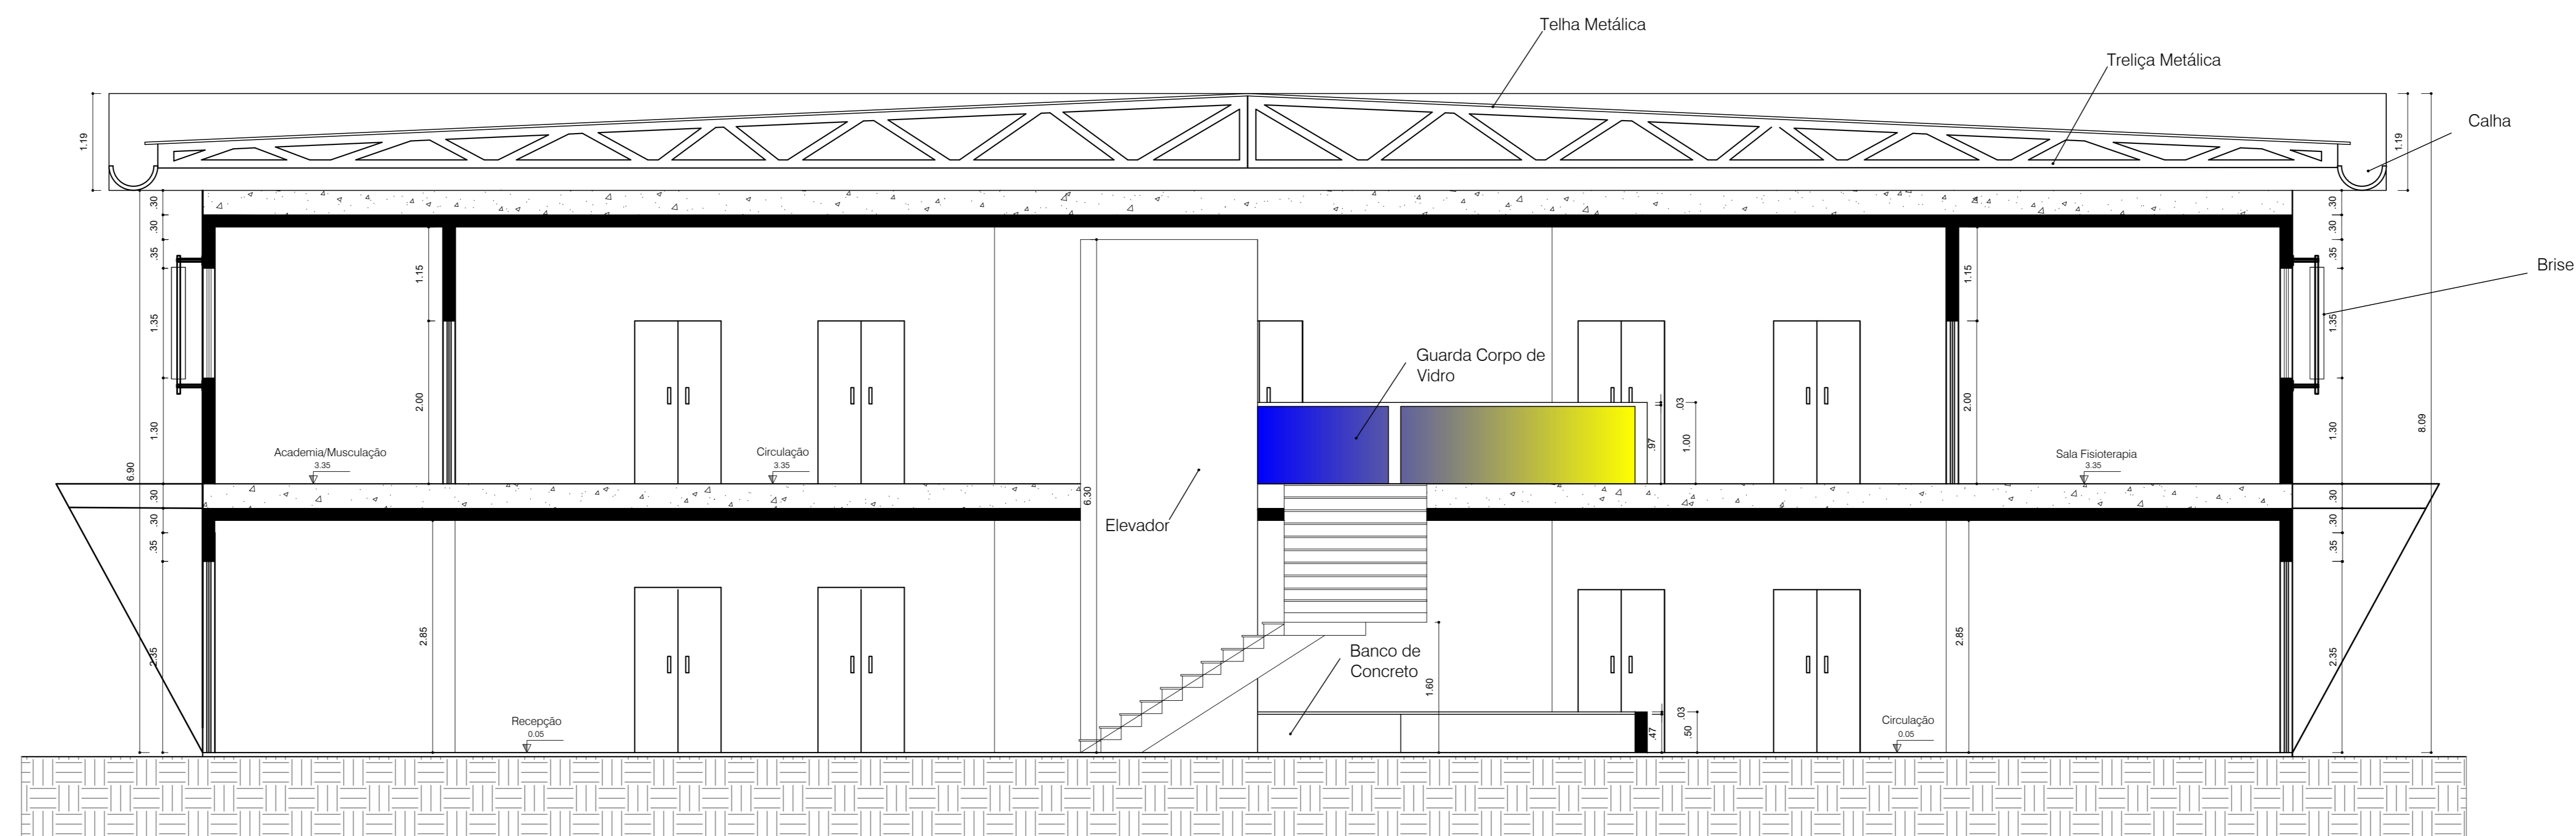 Telha Metálica
Treliça Metálica
Calha
1.19
1.19
.30
.30
.35
1.35
1.30
6.90
.30
.30
.35
2.35
1.15
2.00
2.85
Brise
.30
.30
.35
1.35
1.30
8.09
.30
.30
.35
2.35
1.15
2.00
2.85
Guarda Corpo de
Vidro
.03
.97
1.00
Academia/Musculação
3.35
Circulação
3.35
Sala Fisioterapia
3.35
6.30
Elevador
Banco de
Concreto
1.60
.03
.47
.50
Recepção
0.05
Circulação
0.05